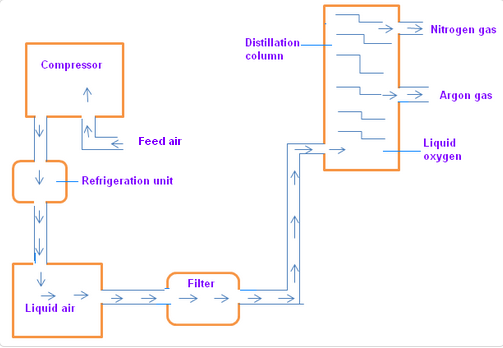 Nitrogen gas
Distillation
column
Compressor
Argon gas
Feed air
Liquid
oxygen
Refrigeration unit
Filter
Liquid air